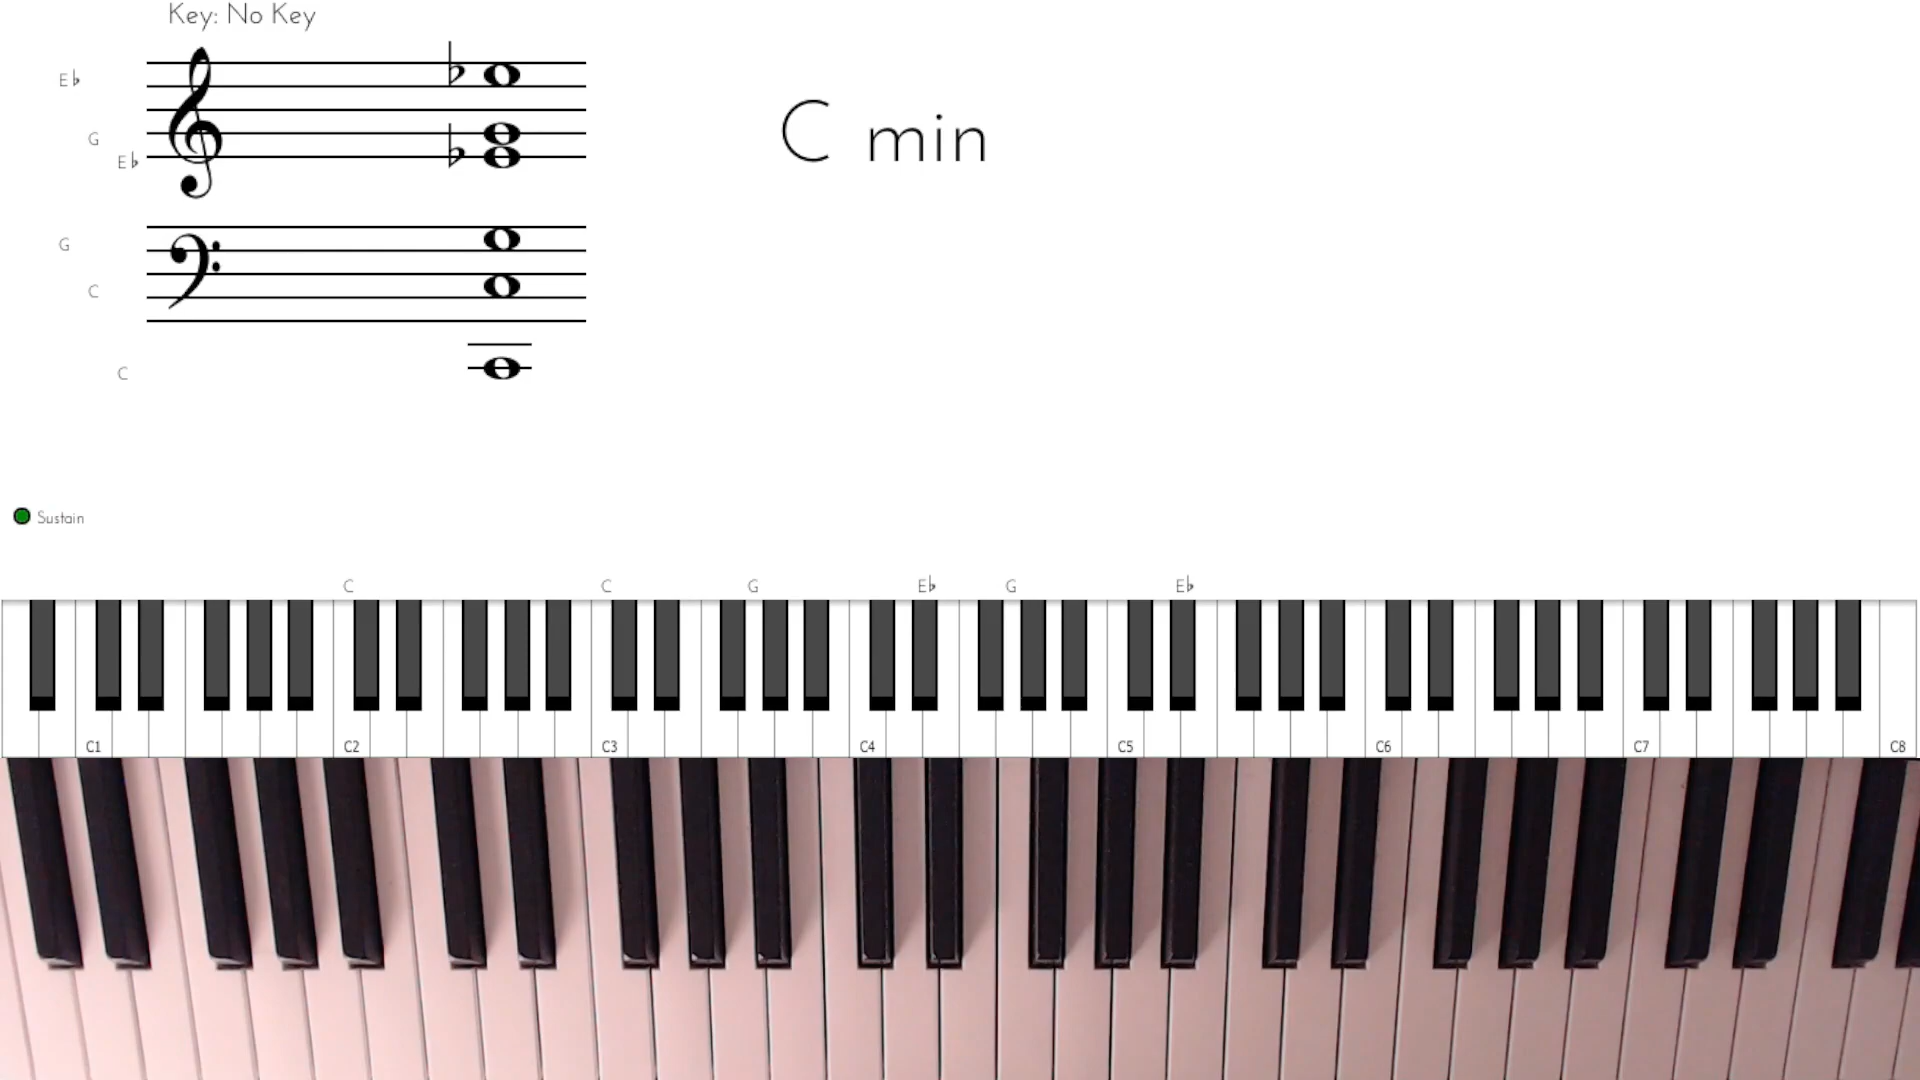 Key: No Key
E♭
G
E♭
C min
G
C
C
Sustain
C C G E♭ G E♭
C1 C2 C3 C4 C5 C6 C7 C8